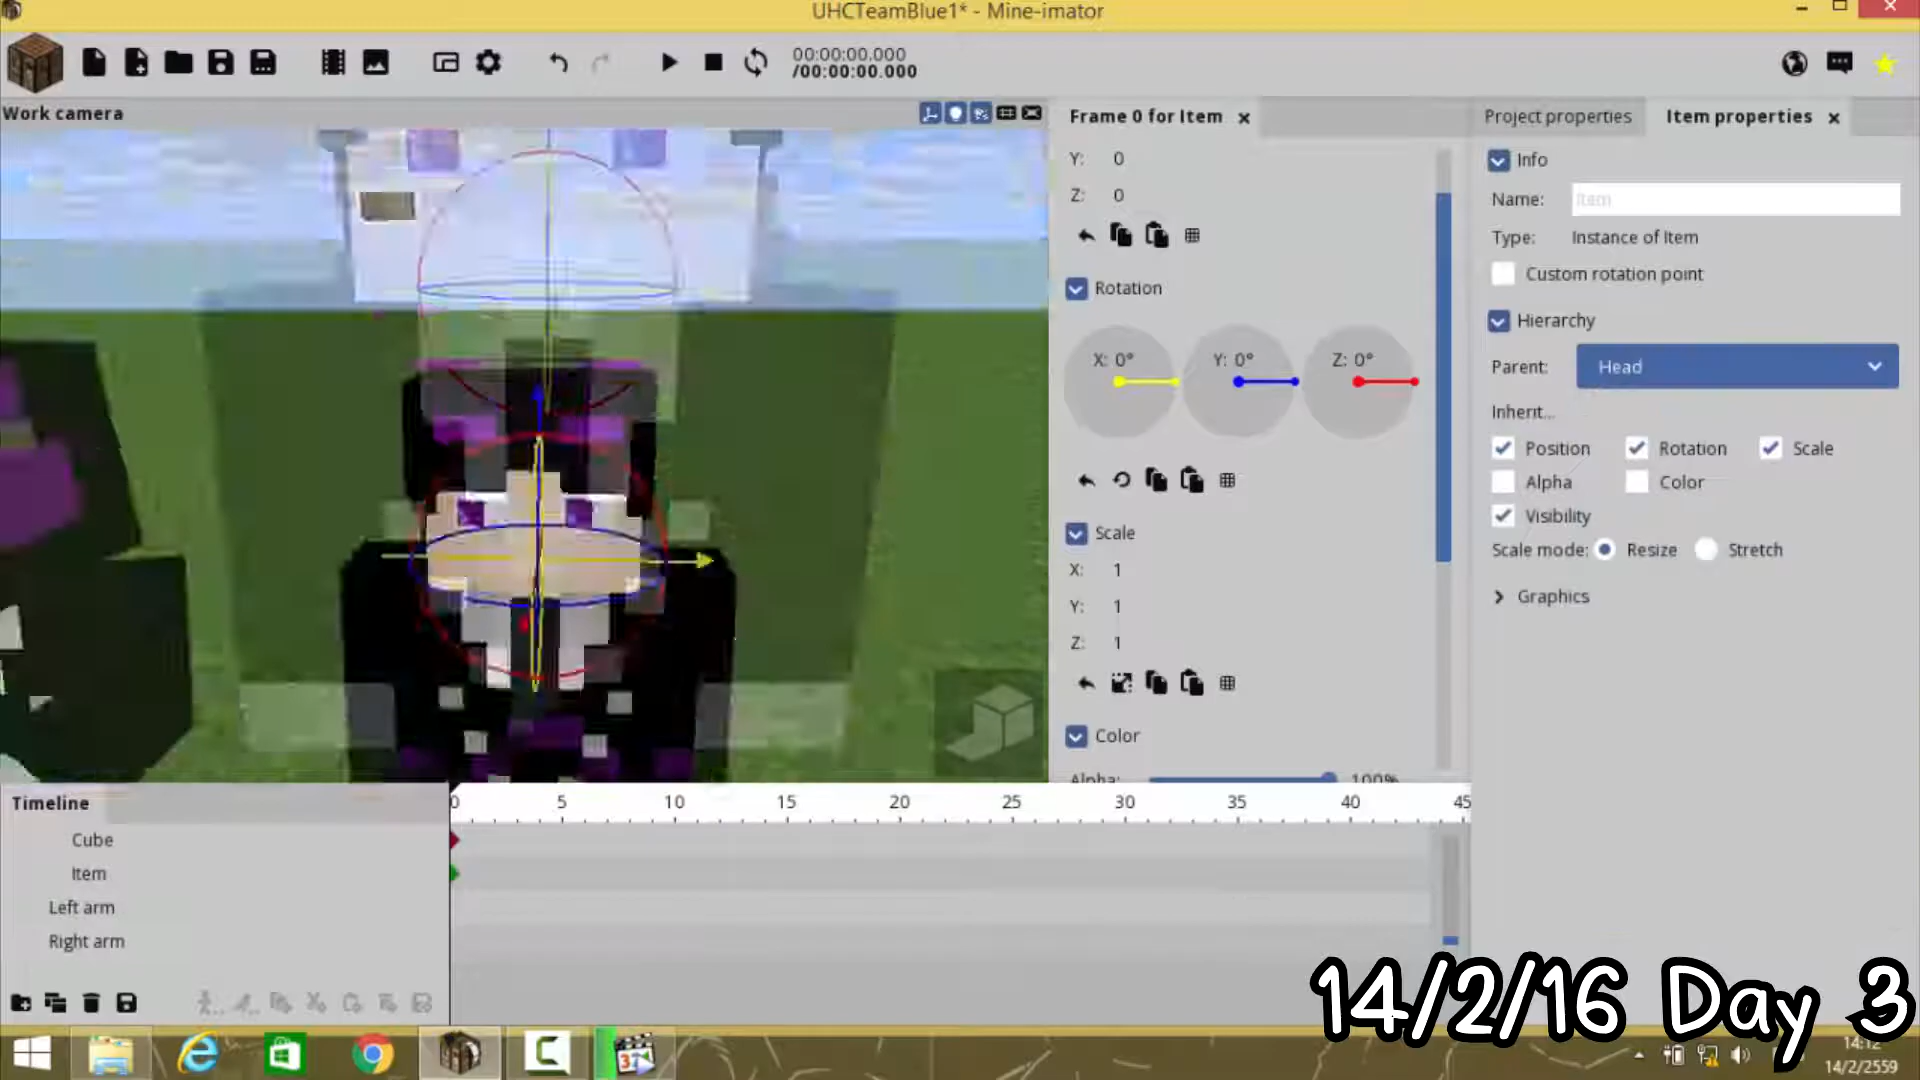 UHCTeamBlue1* - Mine-imator
00:00:00.000
/00:00:00.000
Work camera
Frame 0 for Item
Project properties
Item properties
Y: 0
Z: 0
Rotation
X: 0° Y: 0° Z: 0°
Scale
X: 1
Y: 1
Z: 1
Color
Alpha: 100%
Info
Name: Item
Type: Instance of Item
Custom rotation point
Hierarchy
Parent: Head
Inherit...
Position Rotation Scale
Alpha Color
Visibility
Scale mode: Resize Stretch
Graphics
Timeline
0 5 10 15 20 25 30 35 40 45
Cube
Item
Left arm
Right arm
14/2/16 Day 3
14:12
14/2/2559